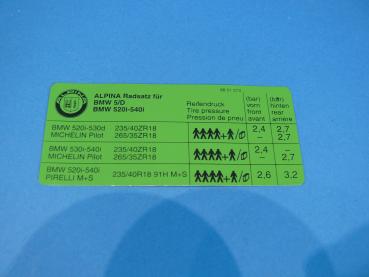 ALPINA
ALPINA Radsatz für
BMW 5/D
BMW 520i-540i
Reifendruck
Tire pressure
Pression de pneu
(bar) vorn front avant
(bar) hinten rear arrière
BMW 520i-530d 235/40ZR18 2,4 2,7
MICHELIN Pilot 265/35ZR18 – 2,7
BMW 530i-540i 235/40ZR18 2,4 –
MICHELIN Pilot 265/35ZR18 – 2,7
BMW 520i-540i
PIRELLI M+S 235/40R18 91H M+S 2,6 3,2